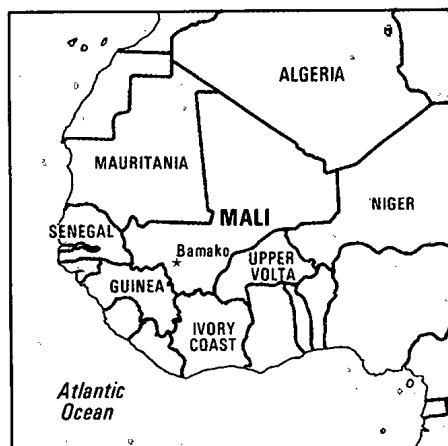 ALGERIA
MAURITANIA
MALI
NIGER
SENEGAL
Bamako
UPPER
VOLTA
GUINEA
IVORY
COAST
Atlantic
Ocean